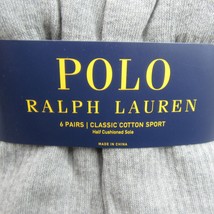 POLO
RALPH LAUREN
6 PAIRS | CLASSIC COTTON SPORT
Half Cushioned Sole
MADE IN CHINA